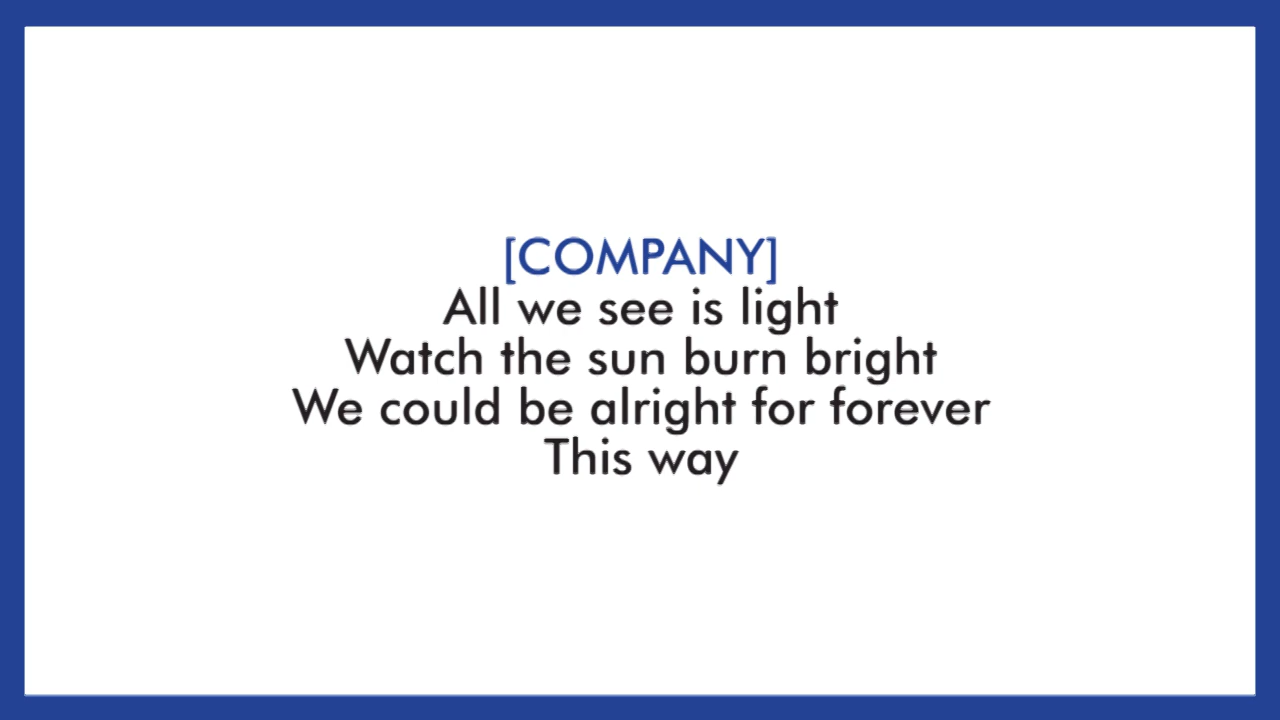 [COMPANY]
All we see is light
Watch the sun burn bright
We could be alright for forever
This way